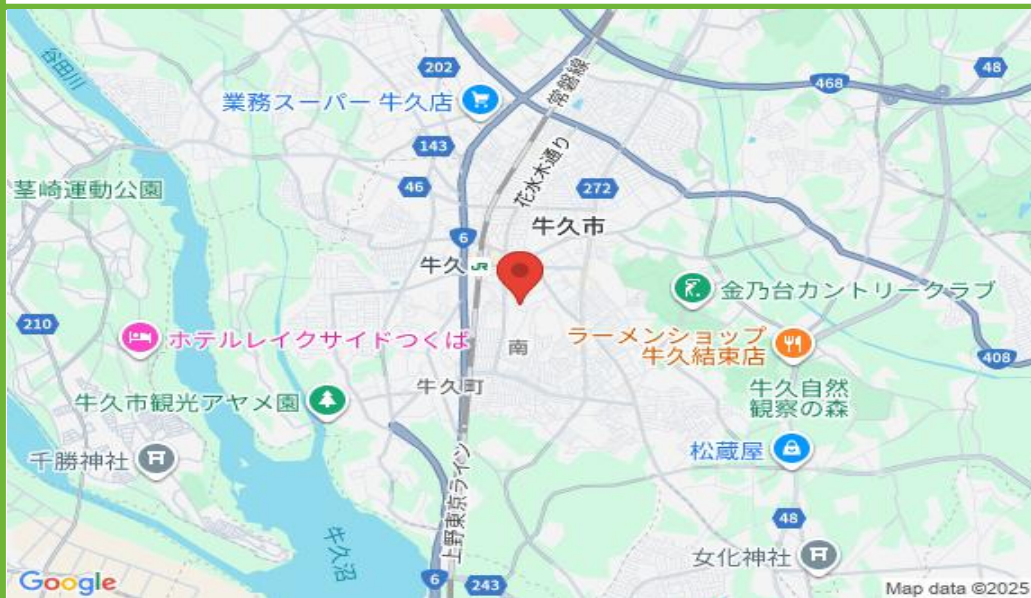 谷田川
202
常磐線
468
48
業務スーパー 牛久店
143
花水木通り
46
272
茎崎運動公園
牛久市
6
牛久
JR
金乃台カントリークラブ
210
ホテルレイクサイドつくば
ラーメンショップ
牛久結束店
南
408
牛久町
牛久自然
観察の森
牛久市観光アヤメ園
千勝神社
松蔵屋
上野東京ライン
48
牛久沼
女化神社
6
243
Google
Map data ©2025